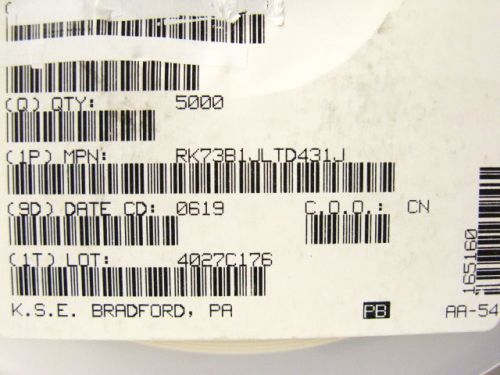 (Q) QTY: 5000
(1P) MPN: RK73B1JLTD431J
(9D) DATE CD: 0619 C.O.O.: CN
(1T) LOT: 4027C176
165160
K.S.E. BRADFORD, PA PB AA-54